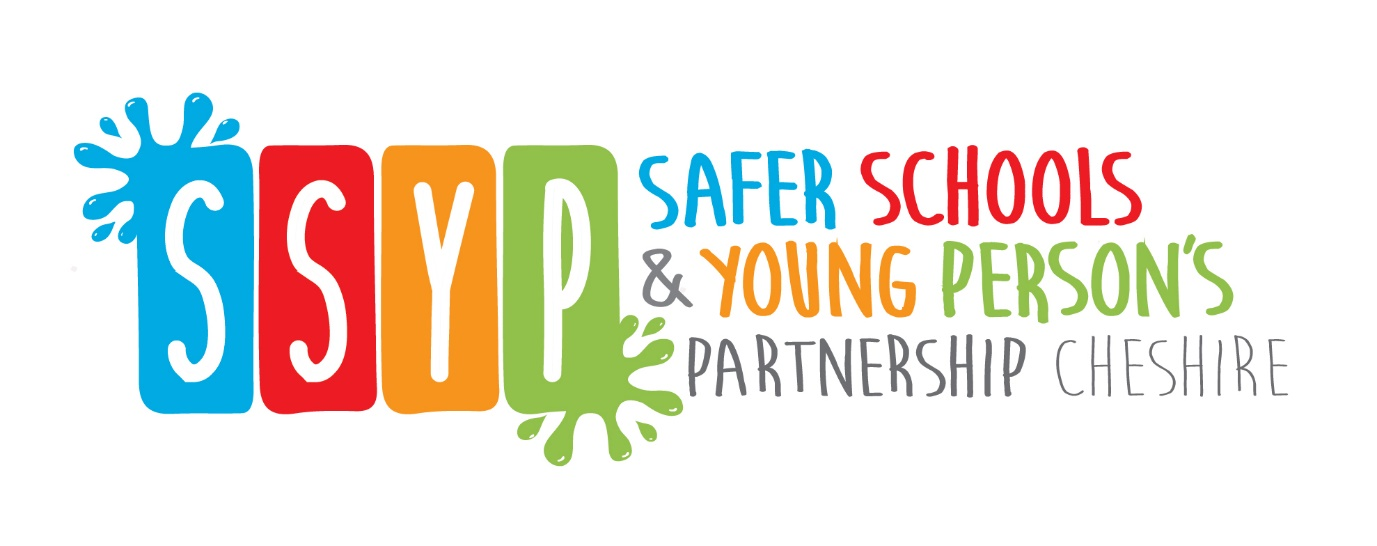 SSYP
SAFER SCHOOLS
& YOUNG PERSON'S
PARTNERSHIP CHESHIRE